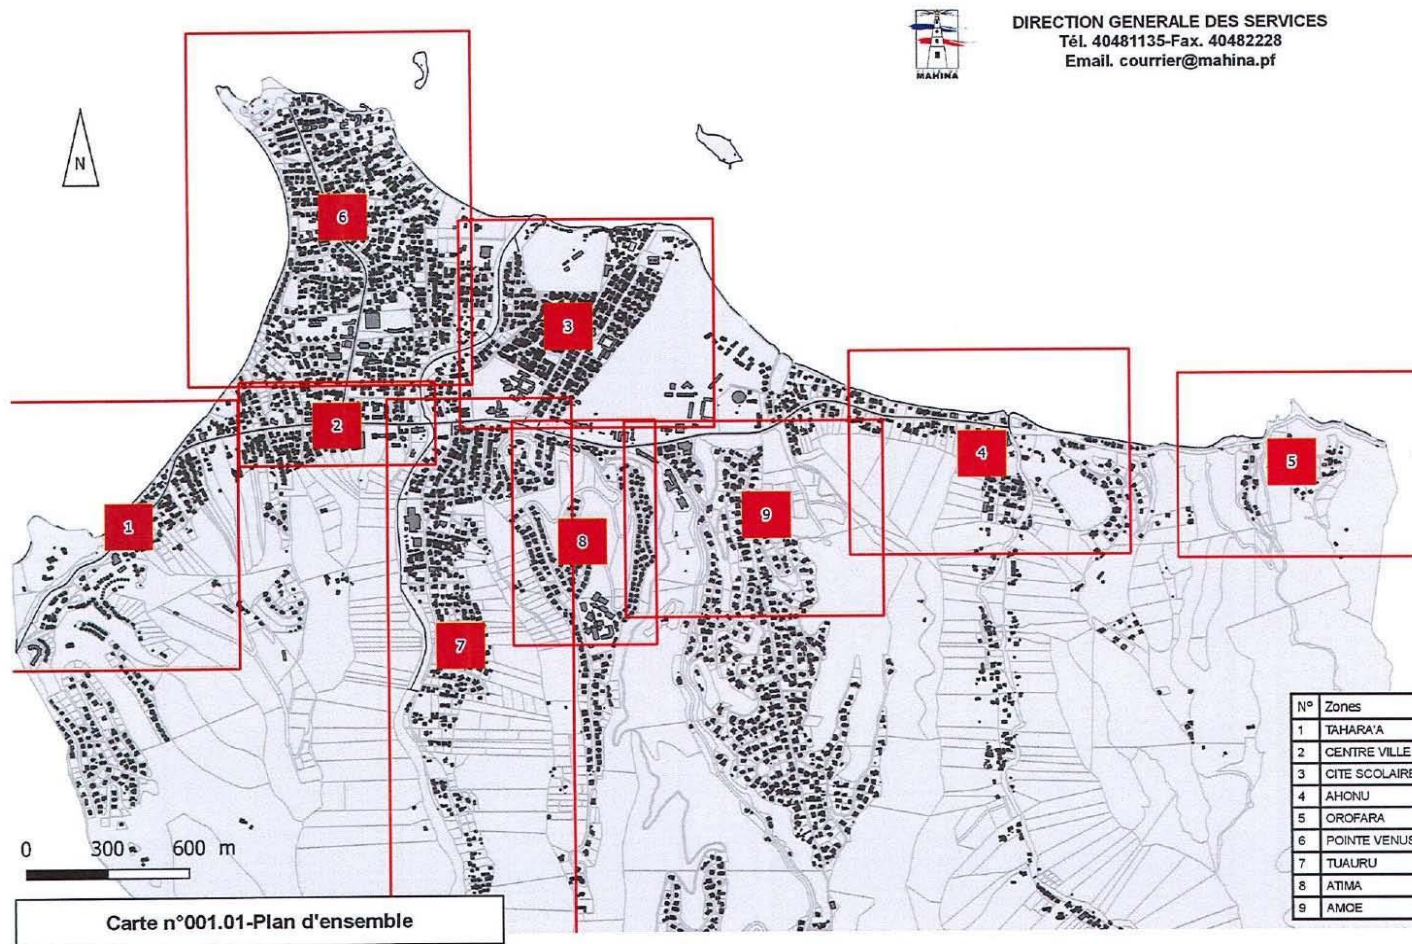 DIRECTION GENERALE DES SERVICES
Tél. 40481135-Fax. 40482228
Email. courrier@mahina.pf
MAHINA
N
6
3
2
4
5
1
9
8
7
Nº Zones
1 TAHARA'A
2 CENTRE VILLE
3 CITE SCOLAIRE
4 AHONU
5 OROFARA
6 POINTE VENUS
7 TUAURU
8 ATIMA
9 AMOE
0 300 600 m
Carte n°001.01-Plan d'ensemble